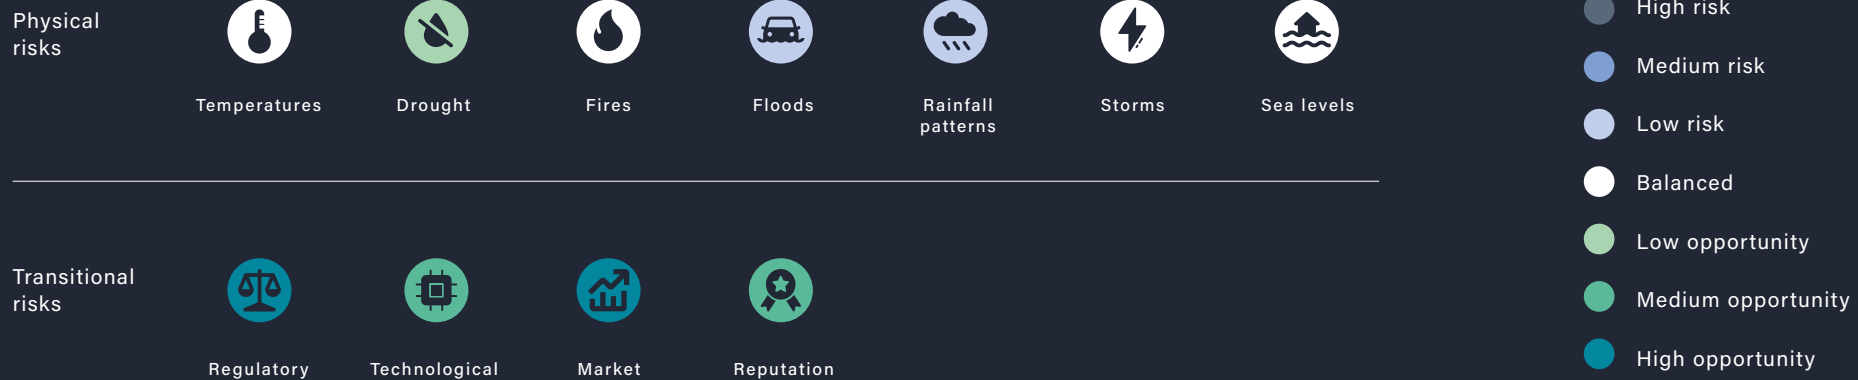 Physical
risks
Temperatures
Drought
Fires
Floods
Rainfall
patterns
Storms
Sea levels
Transitional
risks
Regulatory
Technological
Market
Reputation
High risk
Medium risk
Low risk
Balanced
Low opportunity
Medium opportunity
High opportunity